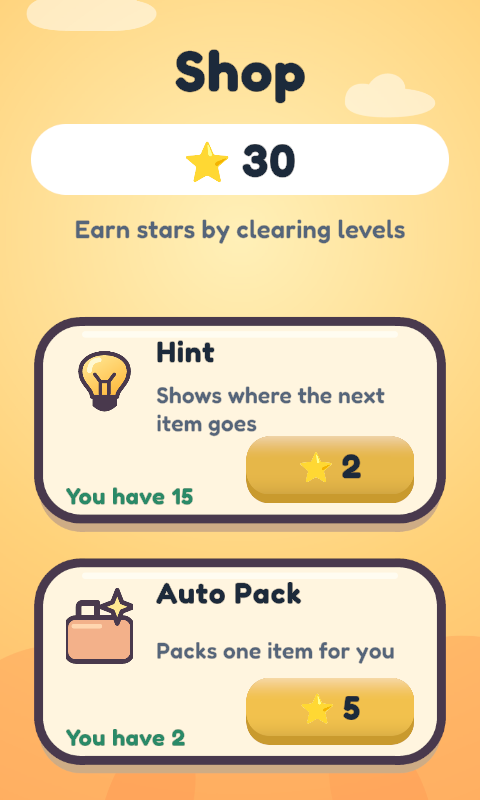 Shop
30
Earn stars by clearing levels
Hint
Shows where the next
item goes
2
You have 15
Auto Pack
Packs one item for you
5
You have 2